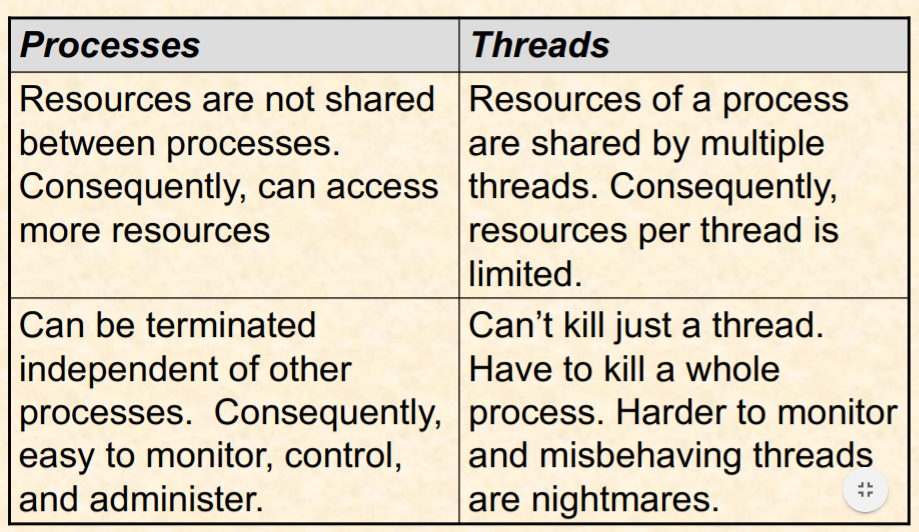 Processes
Threads
Resources are not shared
between processes.
Consequently, can access
more resources
Resources of a process
are shared by multiple
threads. Consequently,
resources per thread is
limited.
Can be terminated
independent of other
processes.  Consequently,
easy to monitor, control,
and administer.
Can’t kill just a thread.
Have to kill a whole
process. Harder to monitor
and misbehaving threads
are nightmares.